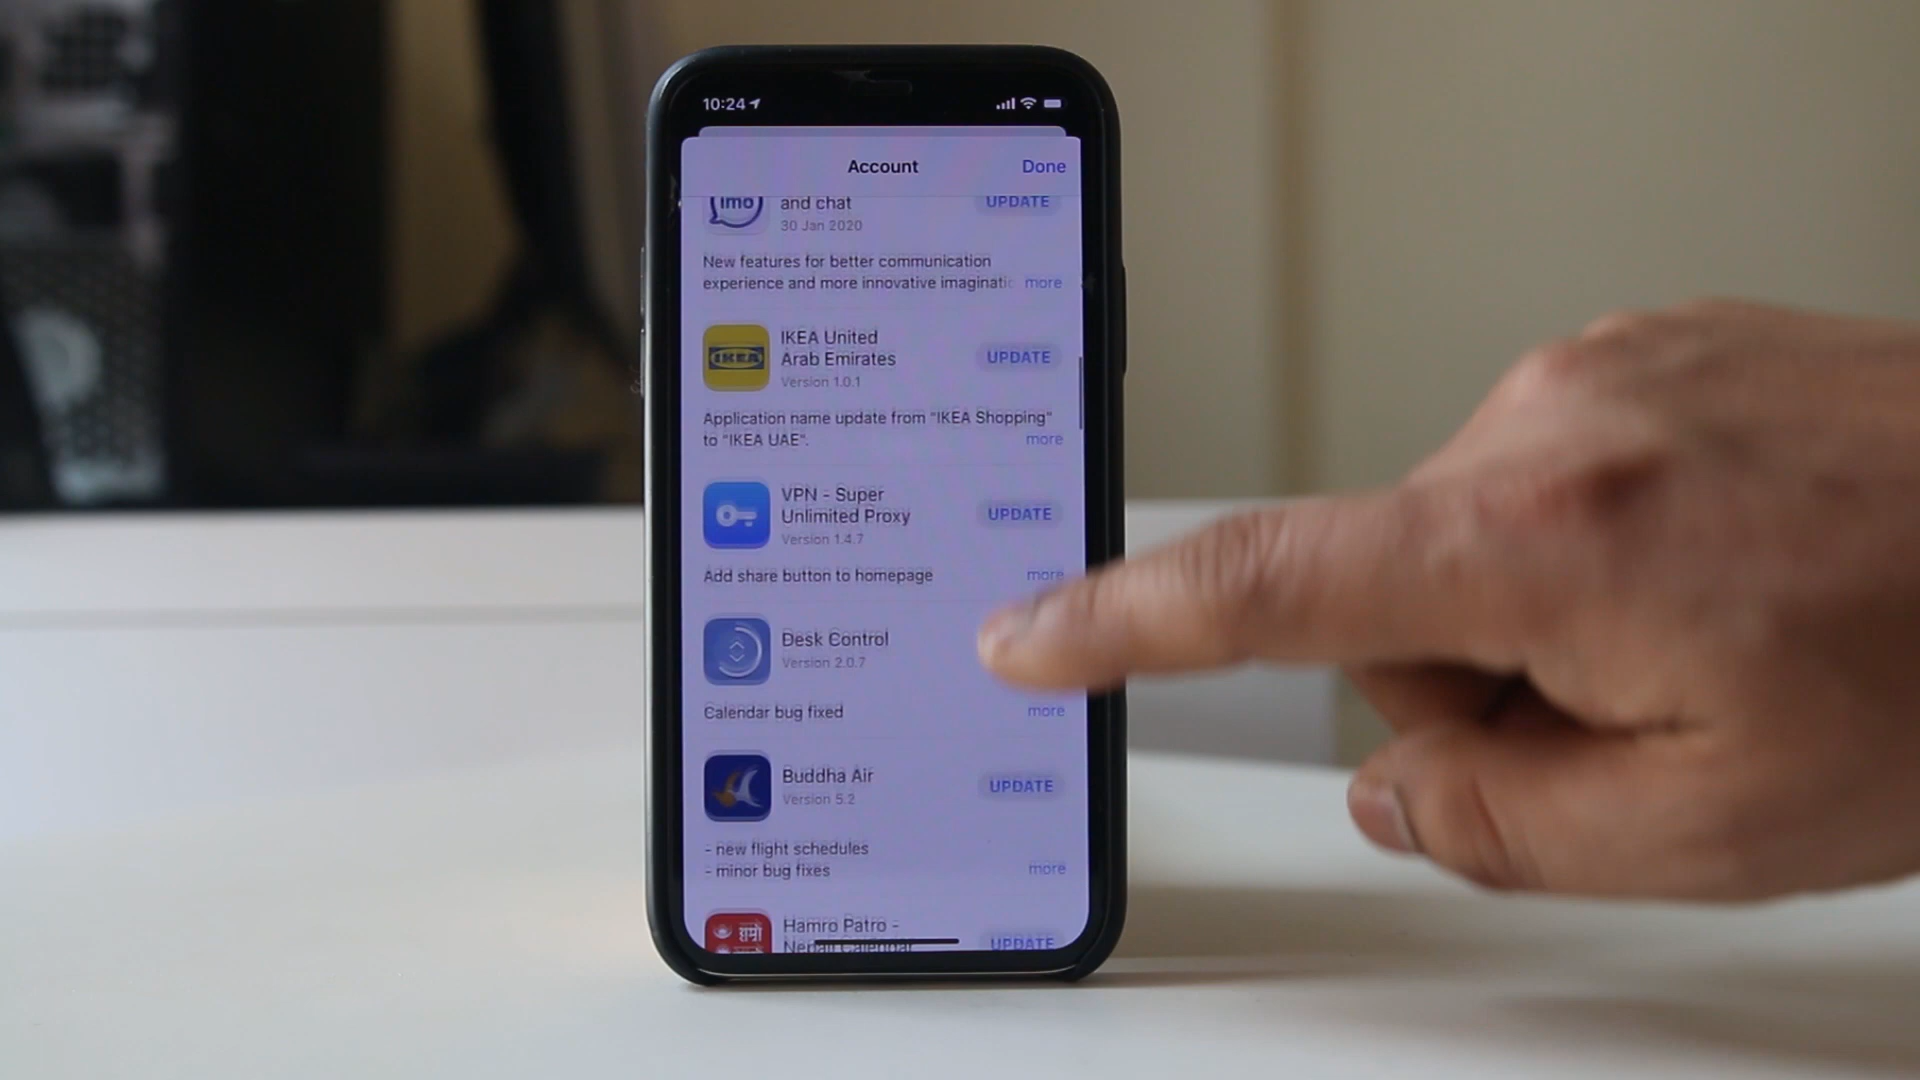 10:24
Account
Done
imo
and chat
UPDATE
30 Jan 2020
New features for better communication
experience and more innovative imaginati
more
IKEA
IKEA United
Arab Emirates
UPDATE
Version 1.0.1
Application name update from "IKEA Shopping"
to "IKEA UAE".
more
VPN - Super
Unlimited Proxy
UPDATE
Version 1.4.7
Add share button to homepage
more
Desk Control
Version 2.0.7
Calendar bug fixed
more
Buddha Air
UPDATE
Version 5.2
- new flight schedules
- minor bug fixes
more
हाम्रो
Hamro Patro -
Nepali Calendar
UPDATE